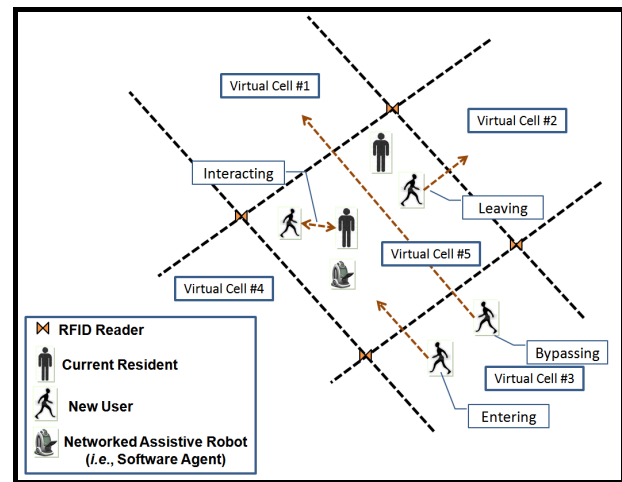 Virtual Cell #1
Virtual Cell #2
Interacting
Leaving
Virtual Cell #5
Virtual Cell #4
Bypassing
Virtual Cell #3
Entering
RFID Reader
Current Resident
New User
Networked Assistive Robot
(i.e., Software Agent)